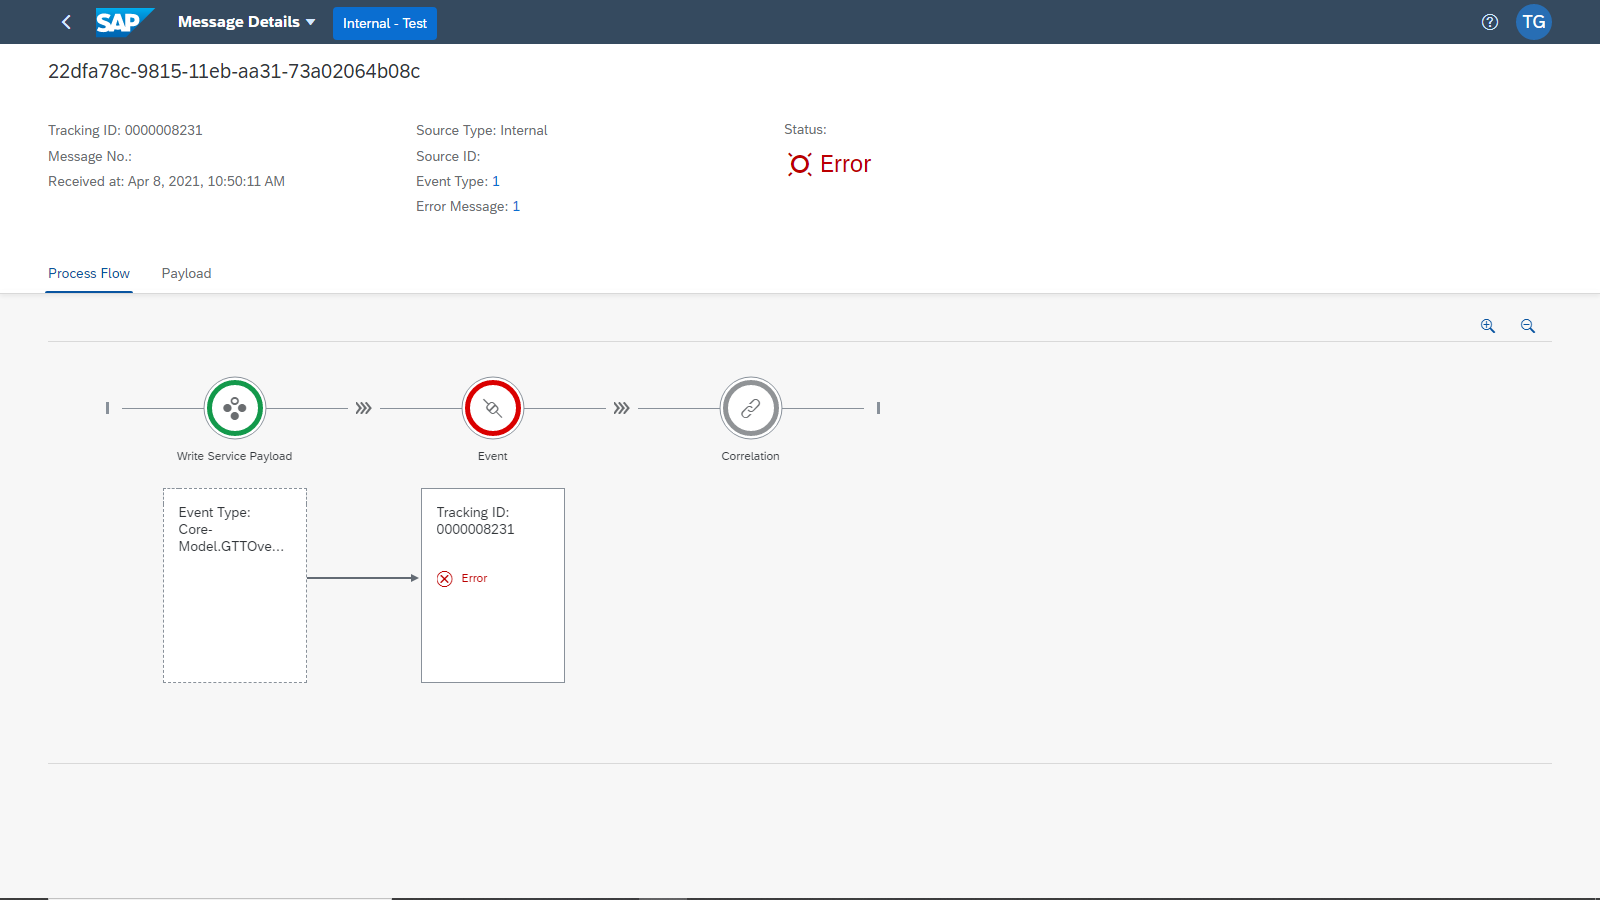 SAP Message Details Internal - Test TG
22dfa78c-9815-11eb-aa31-73a02064b08c
Tracking ID: 0000008231
Message No.:
Received at: Apr 8, 2021, 10:50:11 AM
Source Type: Internal
Source ID:
Event Type: 1
Error Message: 1
Status:
Error
Process Flow Payload
Write Service Payload
Event
Correlation
Event Type:
Core-
Model.GTTOve...
Tracking ID:
0000008231
Error